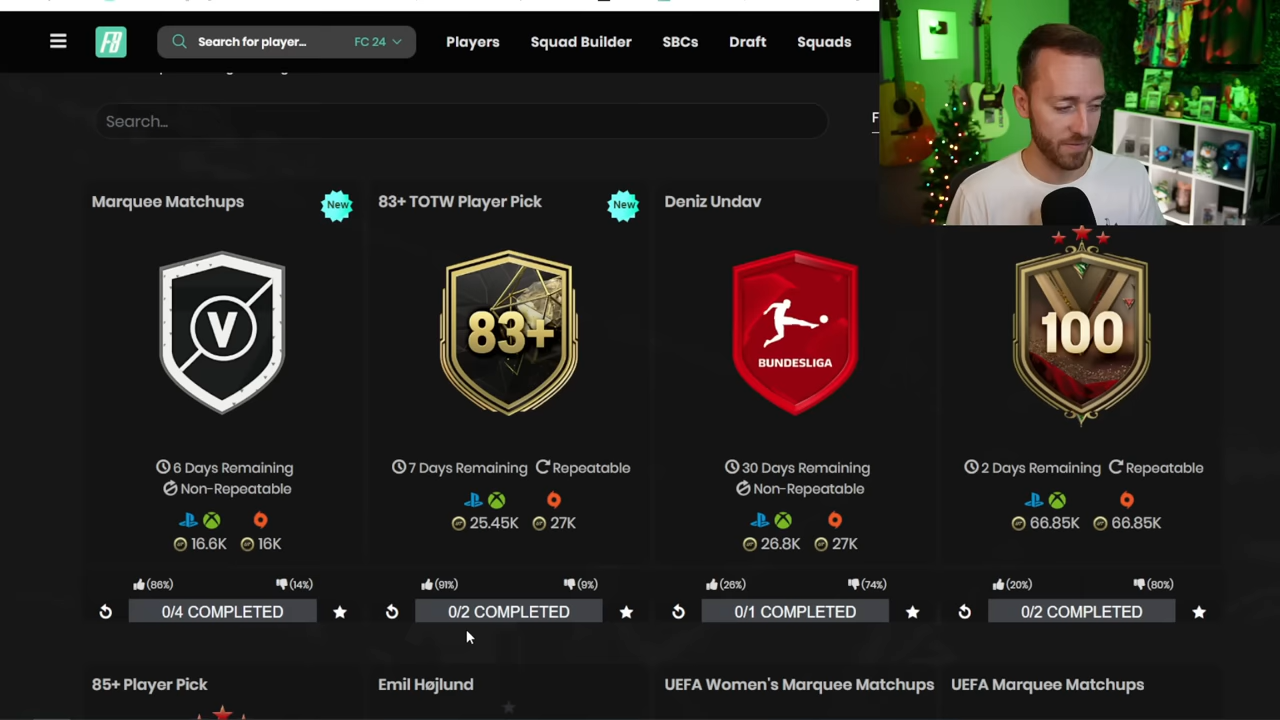 FB
Search for player...
FC 24
Players
Squad Builder
SBCs
Draft
Squads
Search...
F
Marquee Matchups
New
83+ TOTW Player Pick
New
Deniz Undav
V
83+
BUNDESLIGA
100
6 Days Remaining
Non-Repeatable
16.6K
16K
7 Days Remaining
Repeatable
25.45K
27K
30 Days Remaining
Non-Repeatable
26.8K
27K
2 Days Remaining
Repeatable
66.85K
66.85K
(86%)
(14%)
(91%)
(9%)
(26%)
(74%)
(20%)
(80%)
0/4 COMPLETED
0/2 COMPLETED
0/1 COMPLETED
0/2 COMPLETED
85+ Player Pick
Emil Højlund
UEFA Women's Marquee Matchups
UEFA Marquee Matchups